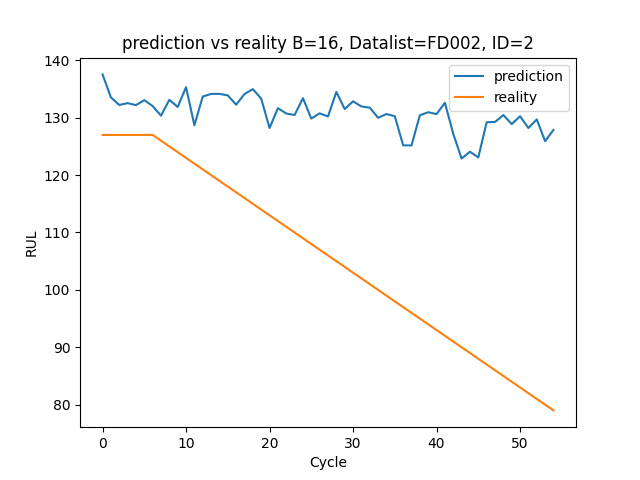 prediction vs reality B=16, Datalist=FD002, ID=2
prediction
reality
140
130
120
110
100
90
80
RUL
0 10 20 30 40 50
Cycle